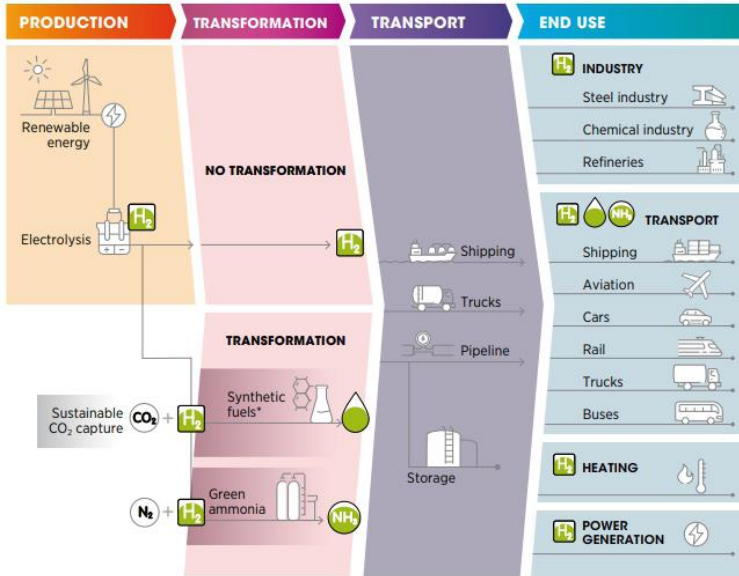 PRODUCTION
TRANSFORMATION
TRANSPORT
END USE
Renewable
energy
H₂
Electrolysis
NO TRANSFORMATION
H₂
TRANSFORMATION
Sustainable
CO₂ capture
CO₂ + H₂
Synthetic
fuels*
N₂ + H₂
Green
ammonia
NH₃
Shipping
Trucks
Pipeline
Storage
H₂ INDUSTRY
Steel industry
Chemical industry
Refineries
H₂ NH₃ TRANSPORT
Shipping
Aviation
Cars
Rail
Trucks
Buses
H₂ HEATING
H₂ POWER
GENERATION